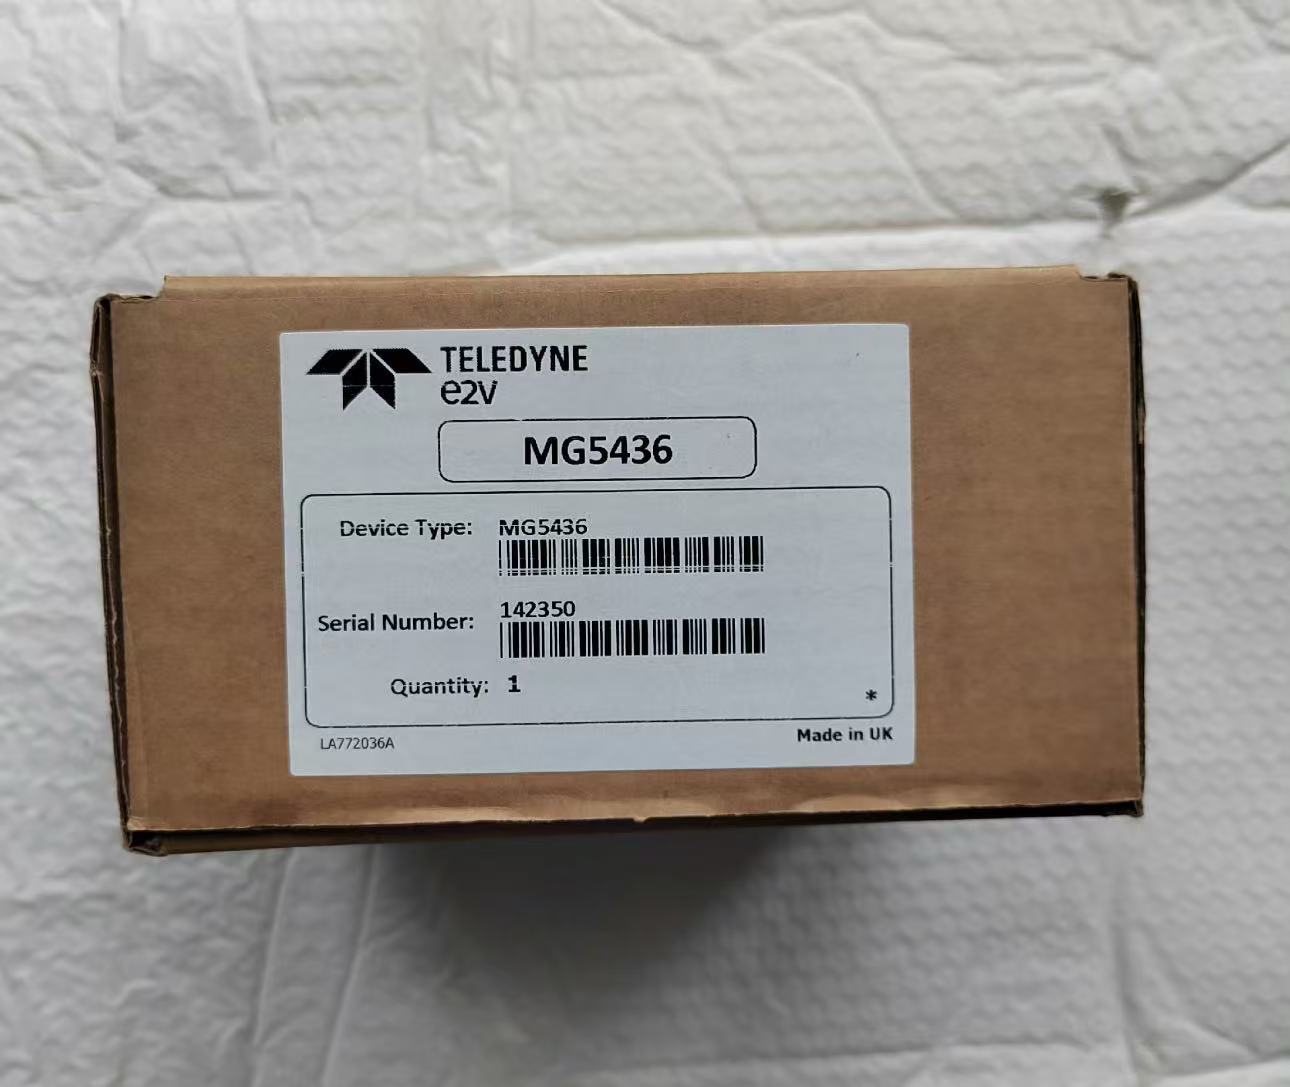 TELEDYNE
e2v
MG5436
Device Type: MG5436
Serial Number: 142350
Quantity: 1
*
LA772036A
Made in UK